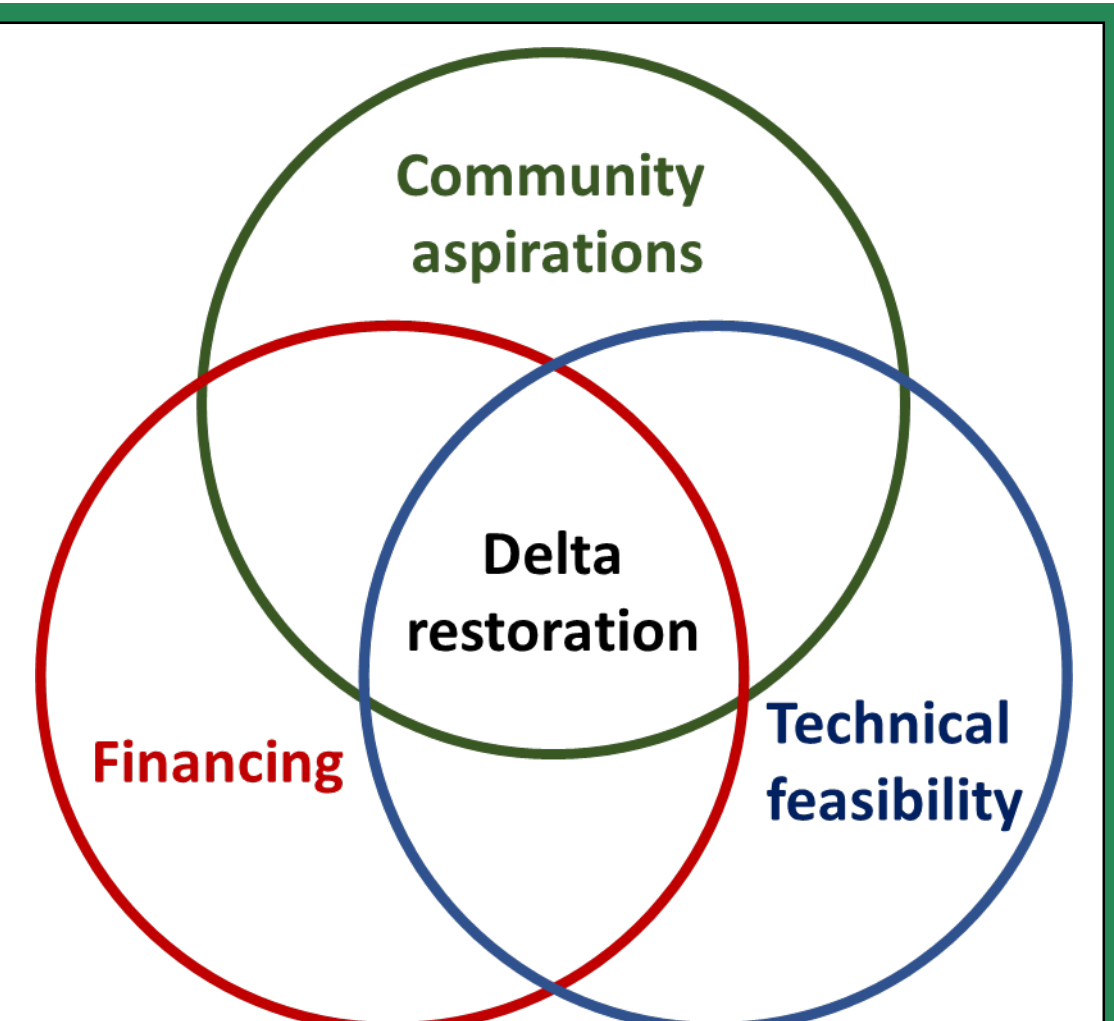 Community
aspirations
Delta
restoration
Financing
Technical
feasibility